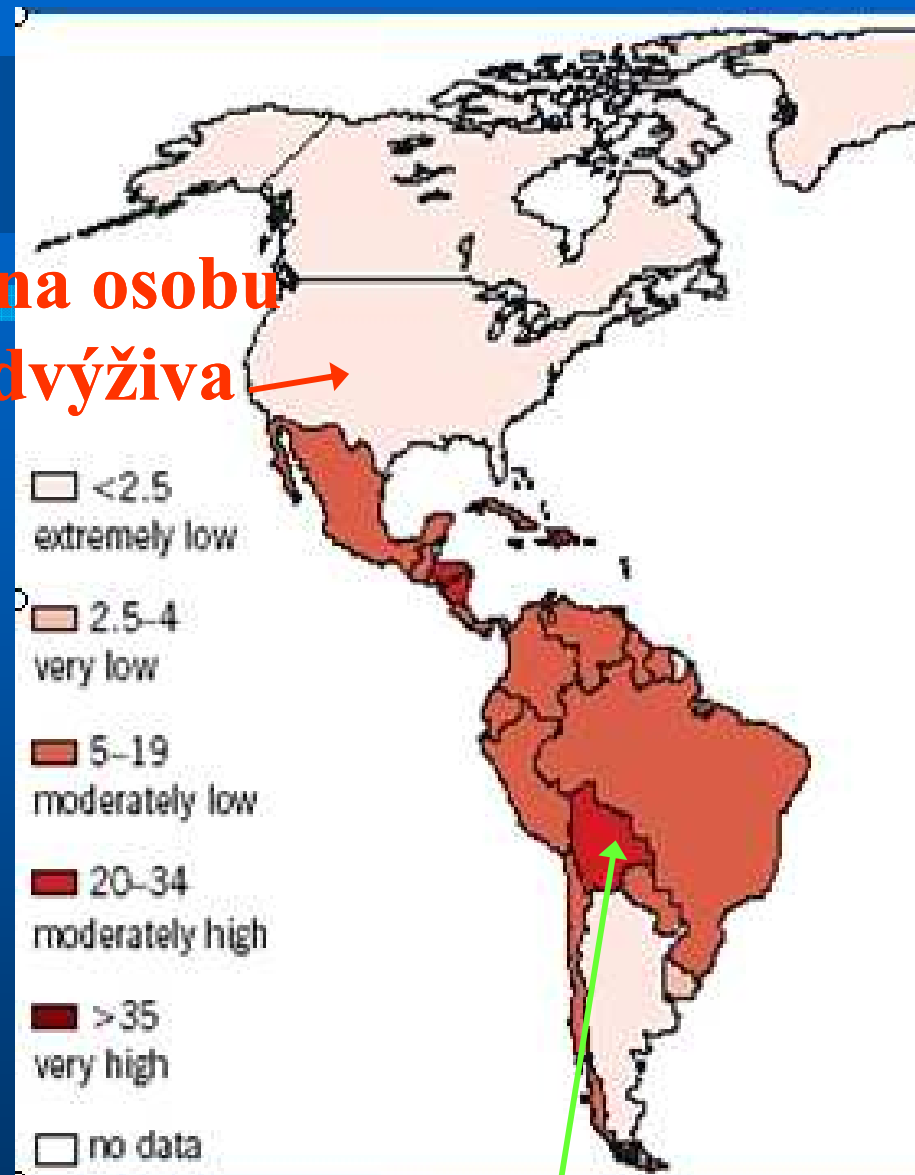 na osobu
dvýživa
<2.5
extremely low
2.5–4
very low
5–19
moderately low
20–34
moderately high
>35
very high
no data